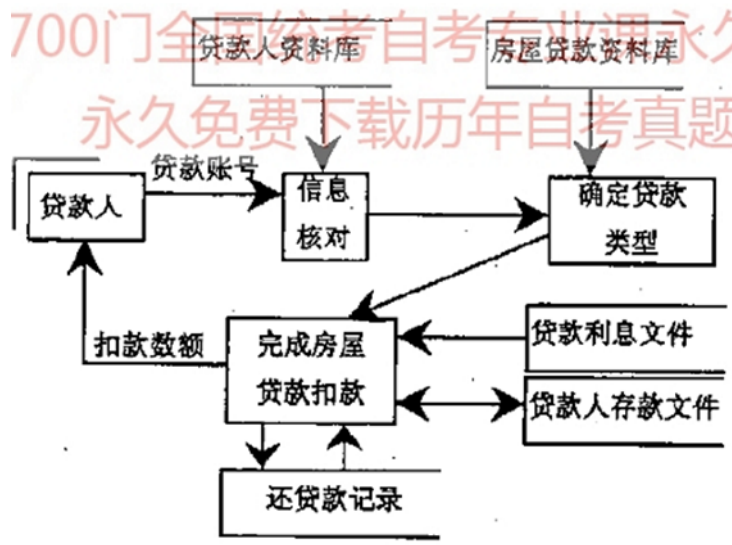 700门全国统考自考专业课永久
贷款人资料库
房屋贷款资料库
永久免费下载历年自考真题
贷款账号
贷款人
信息
核对
确定贷款
类型
扣款数额
完成房屋
贷款扣款
贷款利息文件
贷款人存款文件
还贷款记录